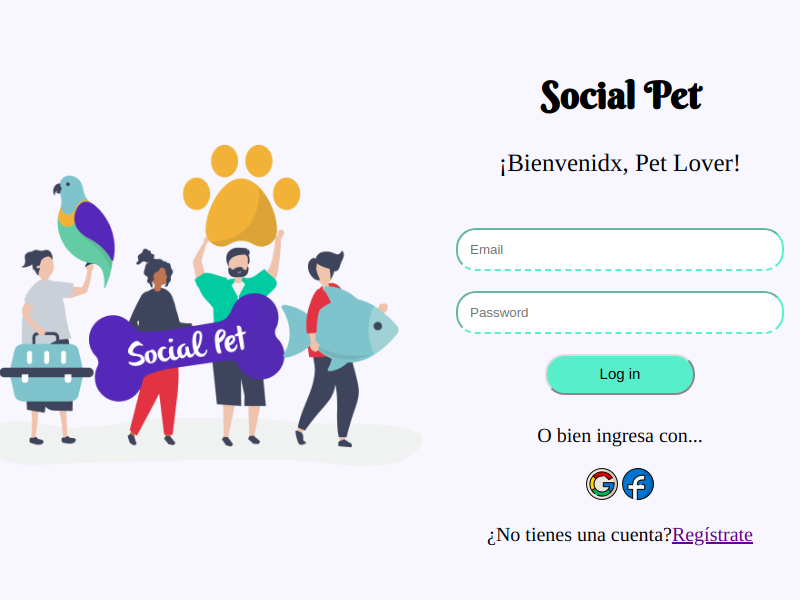 Social Pet
¡Bienvenidx, Pet Lover!
Email
Password
Log in
O bien ingresa con...
¿No tienes una cuenta?Regístrate
Social Pet